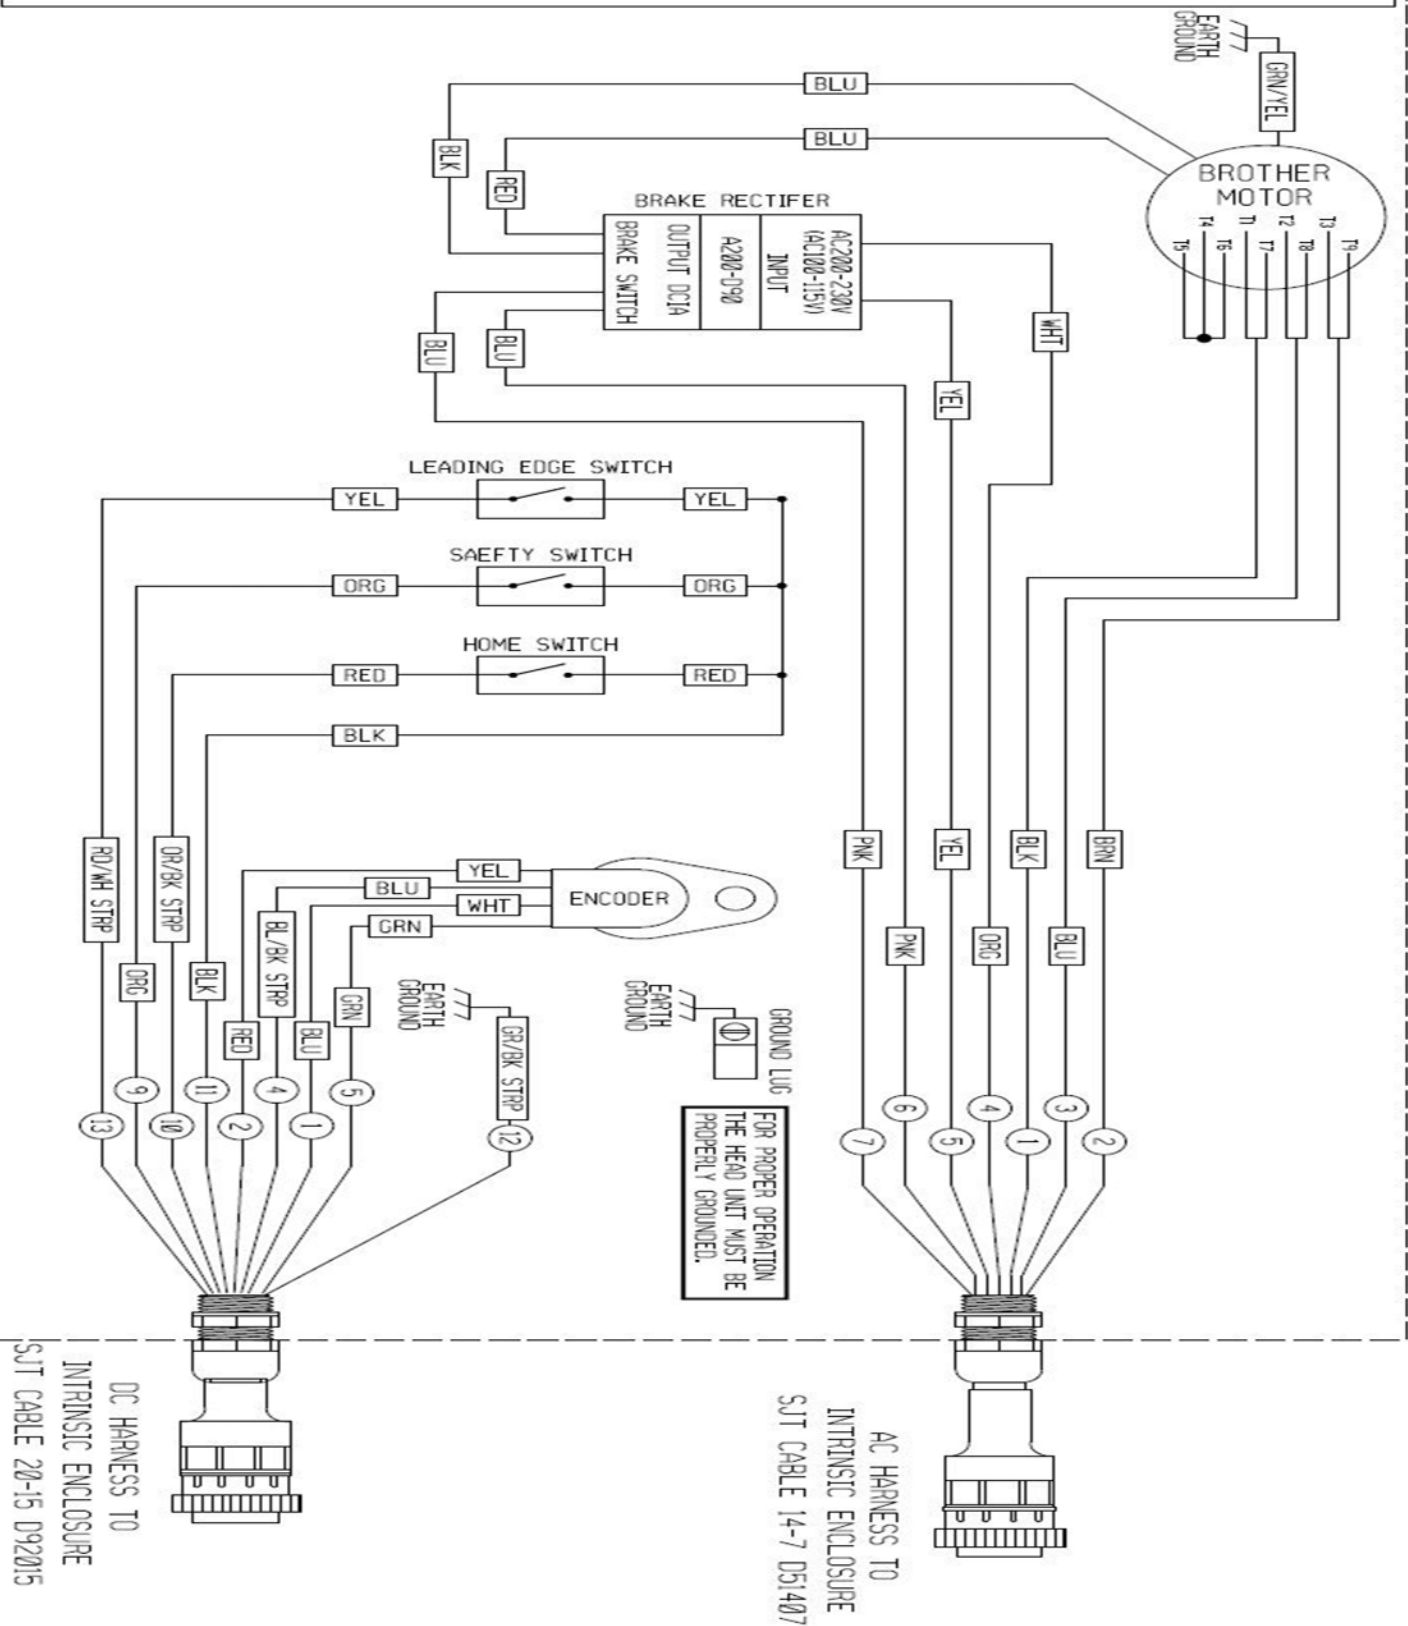 EARTH
GROUND
GRN/YEL
BROTHER
MOTOR
T5
T4
T6
T1
T7
T2
T8
T3
T9
BLU
BLU
BLK
RED
BRAKE RECTIFER
AC200-230V
(AC100-115V)
INPUT
A200-D90
OUTPUT DCIA
BRAKE SWITCH
BLU
BLU
WHT
YEL
LEADING EDGE SWITCH
YEL
YEL
SAEFTY SWITCH
ORG
ORG
HOME SWITCH
RED
RED
BLK
PNK
PNK
YEL
ORG
BLK
BLU
BRN
RD/WH STRP
ORG
OR/BK STRP
BLK
RED
BL/BK STRP
BLU
GRN
YEL
BLU
WHT
GRN
ENCODER
EARTH
GROUND
GR/BK STRP
EARTH
GROUND
GROUND LUG
FOR PROPER OPERATION
THE HEAD UNIT MUST BE
PROPERLY GROUNDED.
13
9
10
11
2
4
1
5
12
7
6
5
4
1
3
2
DC HARNESS TO
INTRINSIC ENCLOSURE
SJT CABLE 20-15 D92015
AC HARNESS TO
INTRINSIC ENCLOSURE
SJT CABLE 14-7 D51407